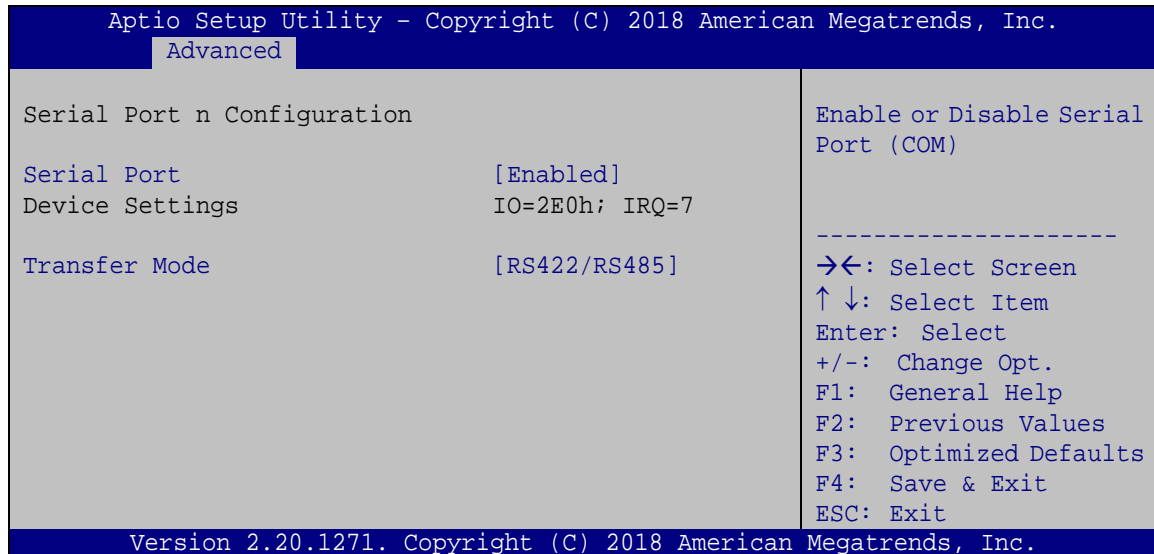 Aptio Setup Utility – Copyright (C) 2018 American Megatrends, Inc.
Advanced
Serial Port n Configuration
Serial Port [Enabled]
Device Settings IO=2E0h; IRQ=7
Transfer Mode [RS422/RS485]
Enable or Disable Serial
Port (COM)
---------------------
→←: Select Screen
↑ ↓: Select Item
Enter: Select
+/-: Change Opt.
F1: General Help
F2: Previous Values
F3: Optimized Defaults
F4: Save & Exit
ESC: Exit
Version 2.20.1271. Copyright (C) 2018 American Megatrends, Inc.